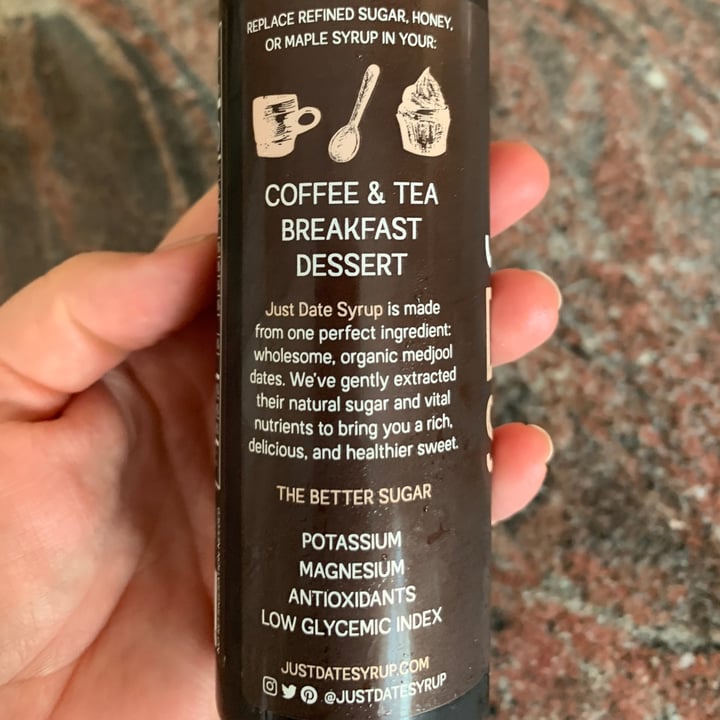 REPLACE REFINED SUGAR, HONEY,
OR MAPLE SYRUP IN YOUR:
COFFEE & TEA
BREAKFAST
DESSERT
Just Date Syrup is made
from one perfect ingredient:
wholesome, organic medjool
dates. We've gently extracted
their natural sugar and vital
nutrients to bring you a rich,
delicious, and healthier sweet.
THE BETTER SUGAR
POTASSIUM
MAGNESIUM
ANTIOXIDANTS
LOW GLYCEMIC INDEX
JUSTDATESYRUP.COM
@JUSTDATESYRUP